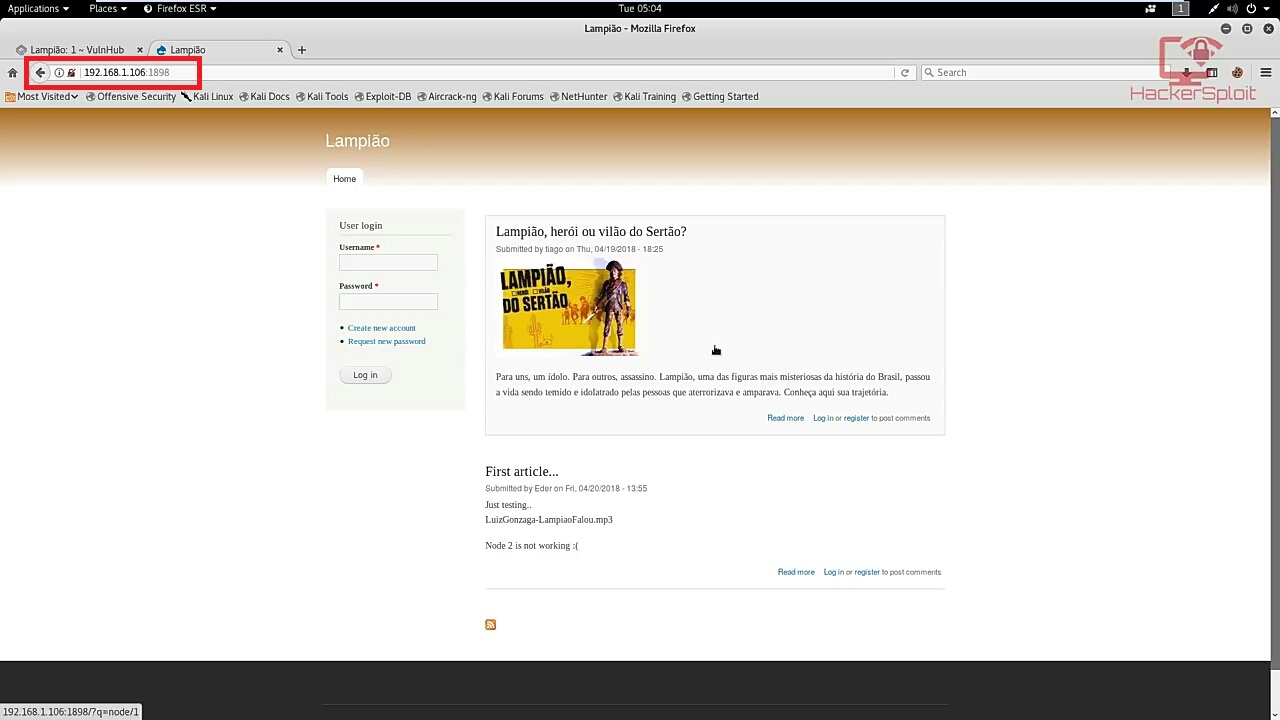 Applications
Places
Firefox ESR
Tue 05:04
1
Lampião - Mozilla Firefox
Lampião: 1 ~ VulnHub
Lampião
192.168.1.106:1898
Search
HackerSploit
Most Visited
Offensive Security
Kali Linux
Kali Docs
Kali Tools
Exploit-DB
Aircrack-ng
Kali Forums
NetHunter
Kali Training
Getting Started
Lampião
Home
User login
Username *
Password *
Create new account
Request new password
Log in
Lampião, herói ou vilão do Sertão?
Submitted by tiago on Thu, 04/19/2018 - 18:25
LAMPIÃO,
HERÓI VILÃO
DO SERTÃO
Para uns, um ídolo. Para outros, assassino. Lampião, uma das figuras mais misteriosas da história do Brasil, passou
a vida sendo temido e idolatrado pelas pessoas que aterrorizava e amparava. Conheça aqui sua trajetória.
Read more Log in or register to post comments
First article...
Submitted by Eder on Fri, 04/20/2018 - 13:55
Just testing..
LuizGonzaga-LampiaoFalou.mp3
Node 2 is not working :(
Read more Log in or register to post comments
192.168.1.106:1898/?q=node/1